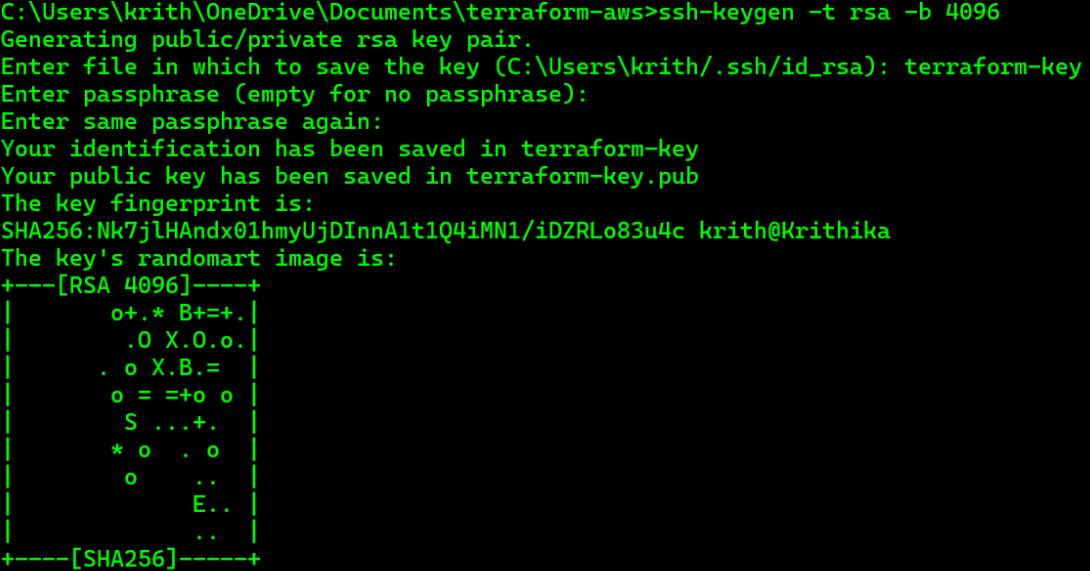 C:\Users\krith\OneDrive\Documents\terraform-aws>ssh-keygen -t rsa -b 4096
Generating public/private rsa key pair.
Enter file in which to save the key (C:\Users\krith/.ssh/id_rsa): terraform-key
Enter passphrase (empty for no passphrase):
Enter same passphrase again:
Your identification has been saved in terraform-key
Your public key has been saved in terraform-key.pub
The key fingerprint is:
SHA256:Nk7jlHAndx01hmyUjDInnA1t1Q4iMN1/iDZRLo83u4c krith@Krithika
The key's randomart image is:
+---[RSA 4096]----+
|       o+.* B+=+.|
|        .O X.O.o.|
|      . o X.B.=  |
|       o = =+o o |
|        S ...+.  |
|       * o  . o  |
|        o    ..  |
|             E.. |
|             ..  |
+----[SHA256]-----+